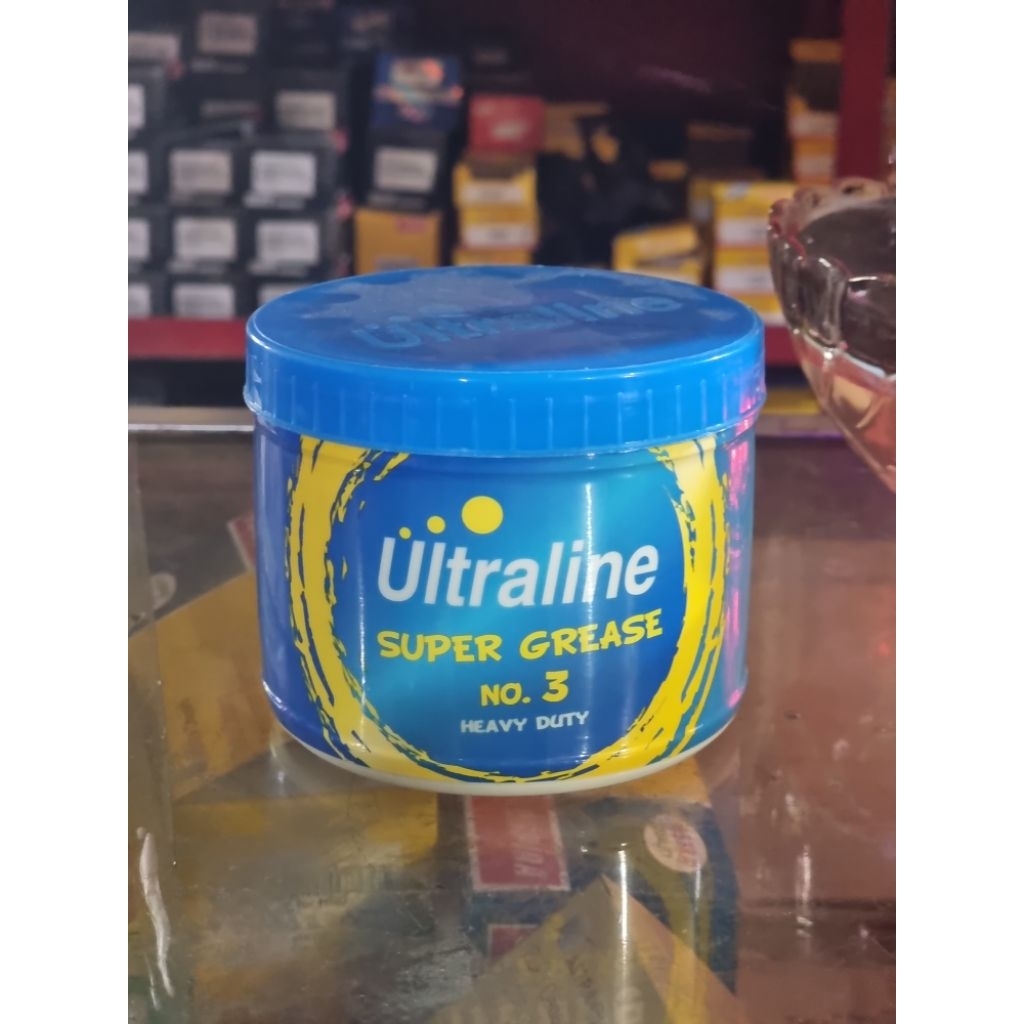 Ultraline
Ultraline
SUPER GREASE
NO. 3
HEAVY DUTY